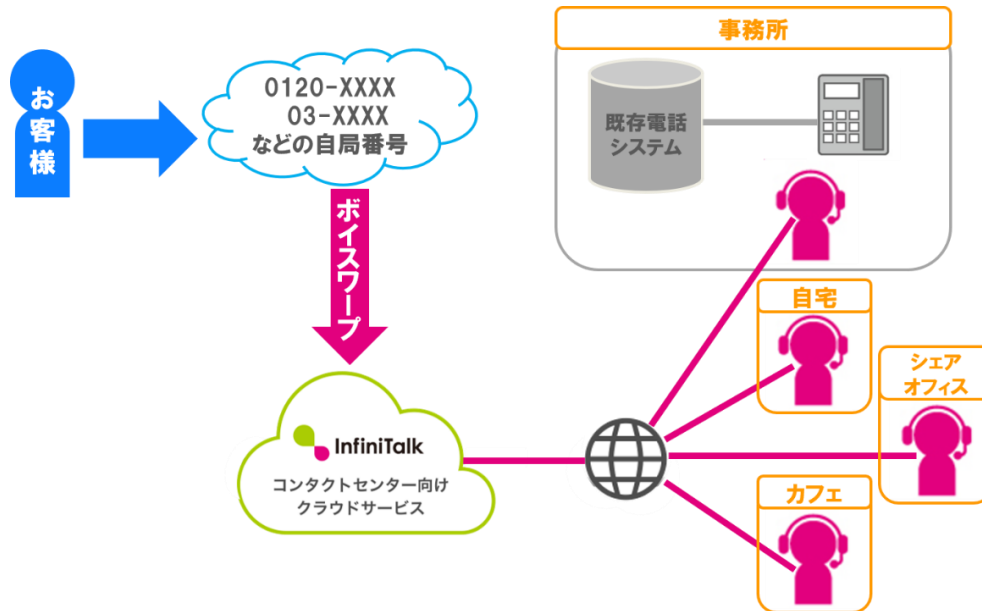 お客様
0120-XXXX
03-XXXX
などの自局番号
ボイスワープ
InfiniTalk
コンタクトセンター向け
クラウドサービス
事務所
既存電話
システム
自宅
シェア
オフィス
カフェ